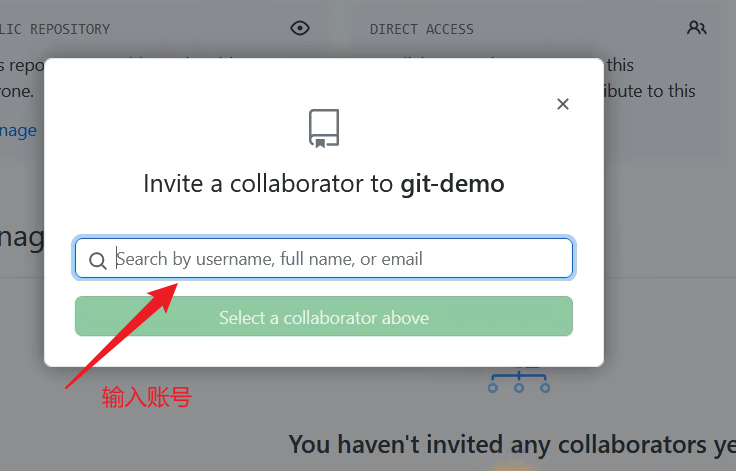 LIC REPOSITORY
DIRECT ACCESS
s repo
this
one.
ibute to this
nage
Invite a collaborator to git-demo
nag
Search by username, full name, or email
Select a collaborator above
输入账号
You haven't invited any collaborators ye